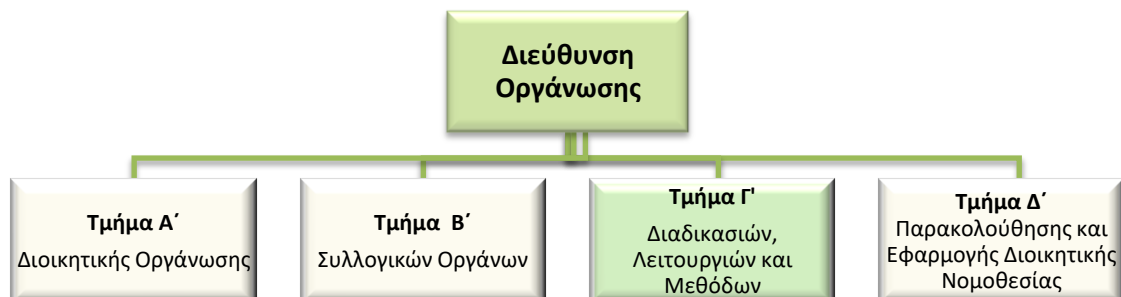 Διεύθυνση
Οργάνωσης
Τμήμα Α΄
Διοικητικής Οργάνωσης
Τμήμα Β΄
Συλλογικών Οργάνων
Τμήμα Γ'
Διαδικασιών,
Λειτουργιών και
Μεθόδων
Τμήμα Δ΄
Παρακολούθησης και
Εφαρμογής Διοικητικής
Νομοθεσίας